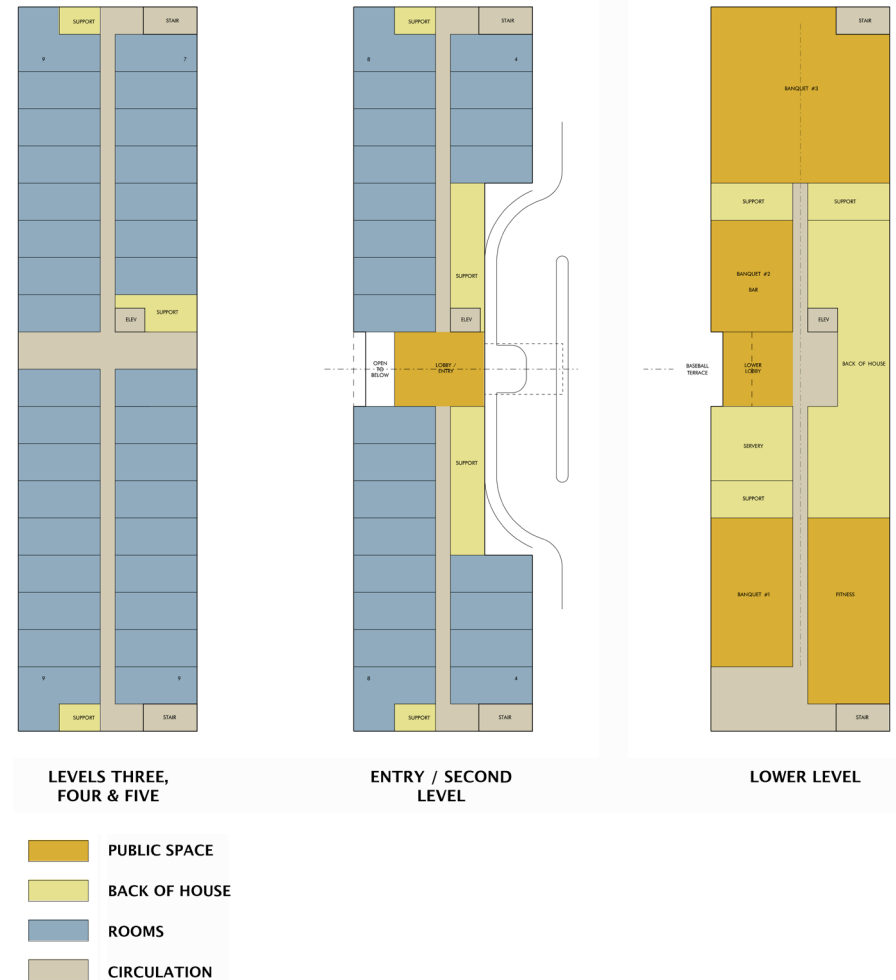 SUPPORT
STAIR
9
7
ELEV
SUPPORT
9
9
SUPPORT
STAIR
LEVELS THREE,
FOUR & FIVE
SUPPORT
STAIR
8
4
SUPPORT
ELEV
OPEN
TO
BELOW
LOBBY /
ENTRY
SUPPORT
8
4
SUPPORT
STAIR
ENTRY / SECOND
LEVEL
STAIR
BANQUET #3
SUPPORT
SUPPORT
BANQUET #2
BAR
ELEV
BASEBALL
TERRACE
LOWER
LOBBY
BACK OF HOUSE
SERVERY
SUPPORT
BANQUET #1
FITNESS
STAIR
LOWER LEVEL
PUBLIC SPACE
BACK OF HOUSE
ROOMS
CIRCULATION